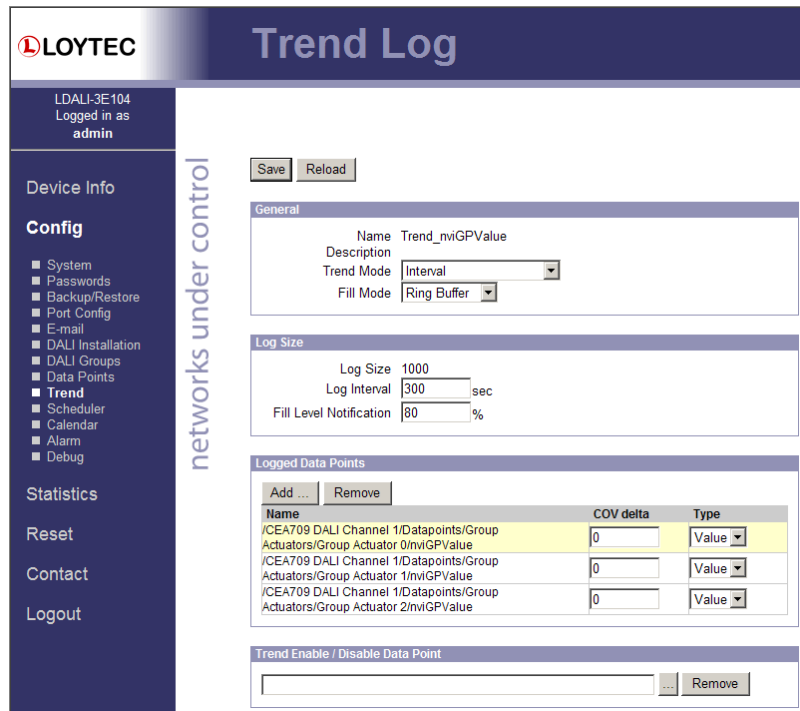 LOYTEC
Trend Log
LDALI-3E104
Logged in as
admin
Device Info
Config
System
Passwords
Backup/Restore
Port Config
E-mail
DALI Installation
DALI Groups
Data Points
Trend
Scheduler
Calendar
Alarm
Debug
Statistics
Reset
Contact
Logout
networks under control
Save Reload
General
Name Trend_nviGPValue
Description
Trend Mode Interval
Fill Mode Ring Buffer
Log Size
Log Size 1000
Log Interval 300 sec
Fill Level Notification 80 %
Logged Data Points
Add ... Remove
Name COV delta Type
/CEA709 DALI Channel 1/Datapoints/Group
Actuators/Group Actuator 0/nviGPValue 0 Value
/CEA709 DALI Channel 1/Datapoints/Group
Actuators/Group Actuator 1/nviGPValue 0 Value
/CEA709 DALI Channel 1/Datapoints/Group
Actuators/Group Actuator 2/nviGPValue 0 Value
Trend Enable / Disable Data Point
... Remove